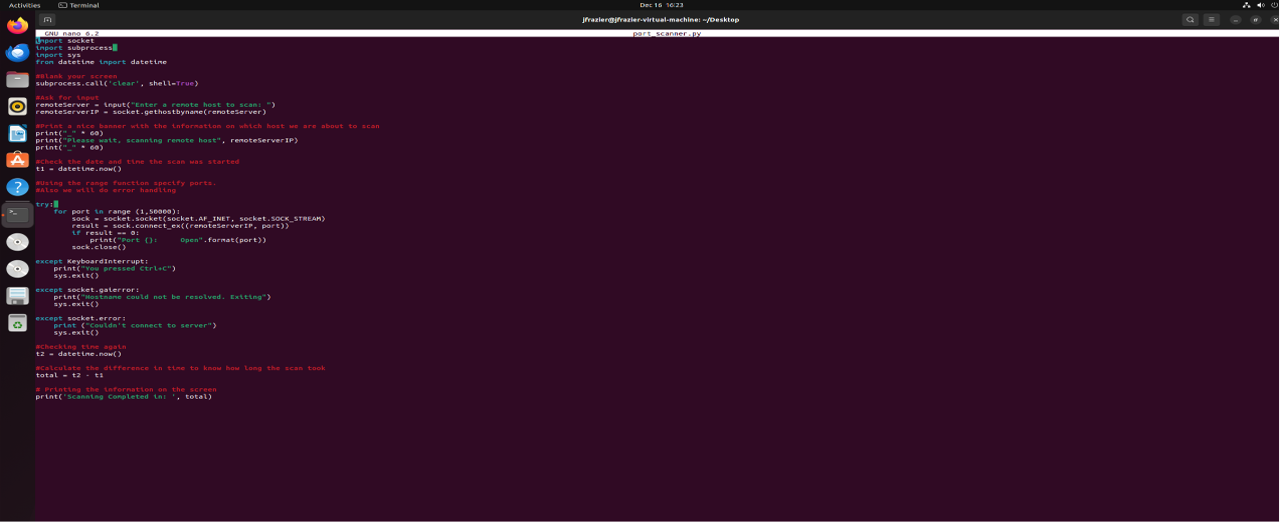 Activities
Terminal
Dec 16 16:23
jfrazier@jfrazier-virtual-machine: ~/Desktop
GNU nano 6.2
port_scanner.py
import socket
import subprocess
import sys
from datetime import datetime
#Blank your screen
subprocess.call('clear', shell=True)
#Ask for input
remoteServer = input("Enter a remote host to scan: ")
remoteServerIP = socket.gethostbyname(remoteServer)
#Print a nice banner with the information on which host we are about to scan
print("_" * 60)
print("Please wait, scanning remote host", remoteServerIP)
print("_" * 60)
#Check the date and time the scan was started
t1 = datetime.now()
#Using the range function specify ports.
#Also we will do error handling
try:
    for port in range (1,50000):
        sock = socket.socket(socket.AF_INET, socket.SOCK_STREAM)
        result = sock.connect_ex((remoteServerIP, port))
        if result == 0:
            print("Port {}:     Open".format(port))
        sock.close()
except KeyboardInterrupt:
    print("You pressed Ctrl+C")
    sys.exit()
except socket.gaierror:
    print("Hostname could not be resolved. Exiting")
    sys.exit()
except socket.error:
    print ("Couldn't connect to server")
    sys.exit()
#Checking time again
t2 = datetime.now()
#Calculate the difference in time to know how long the scan took
total = t2 - t1
# Printing the information on the screen
print('Scanning Completed in: ', total)